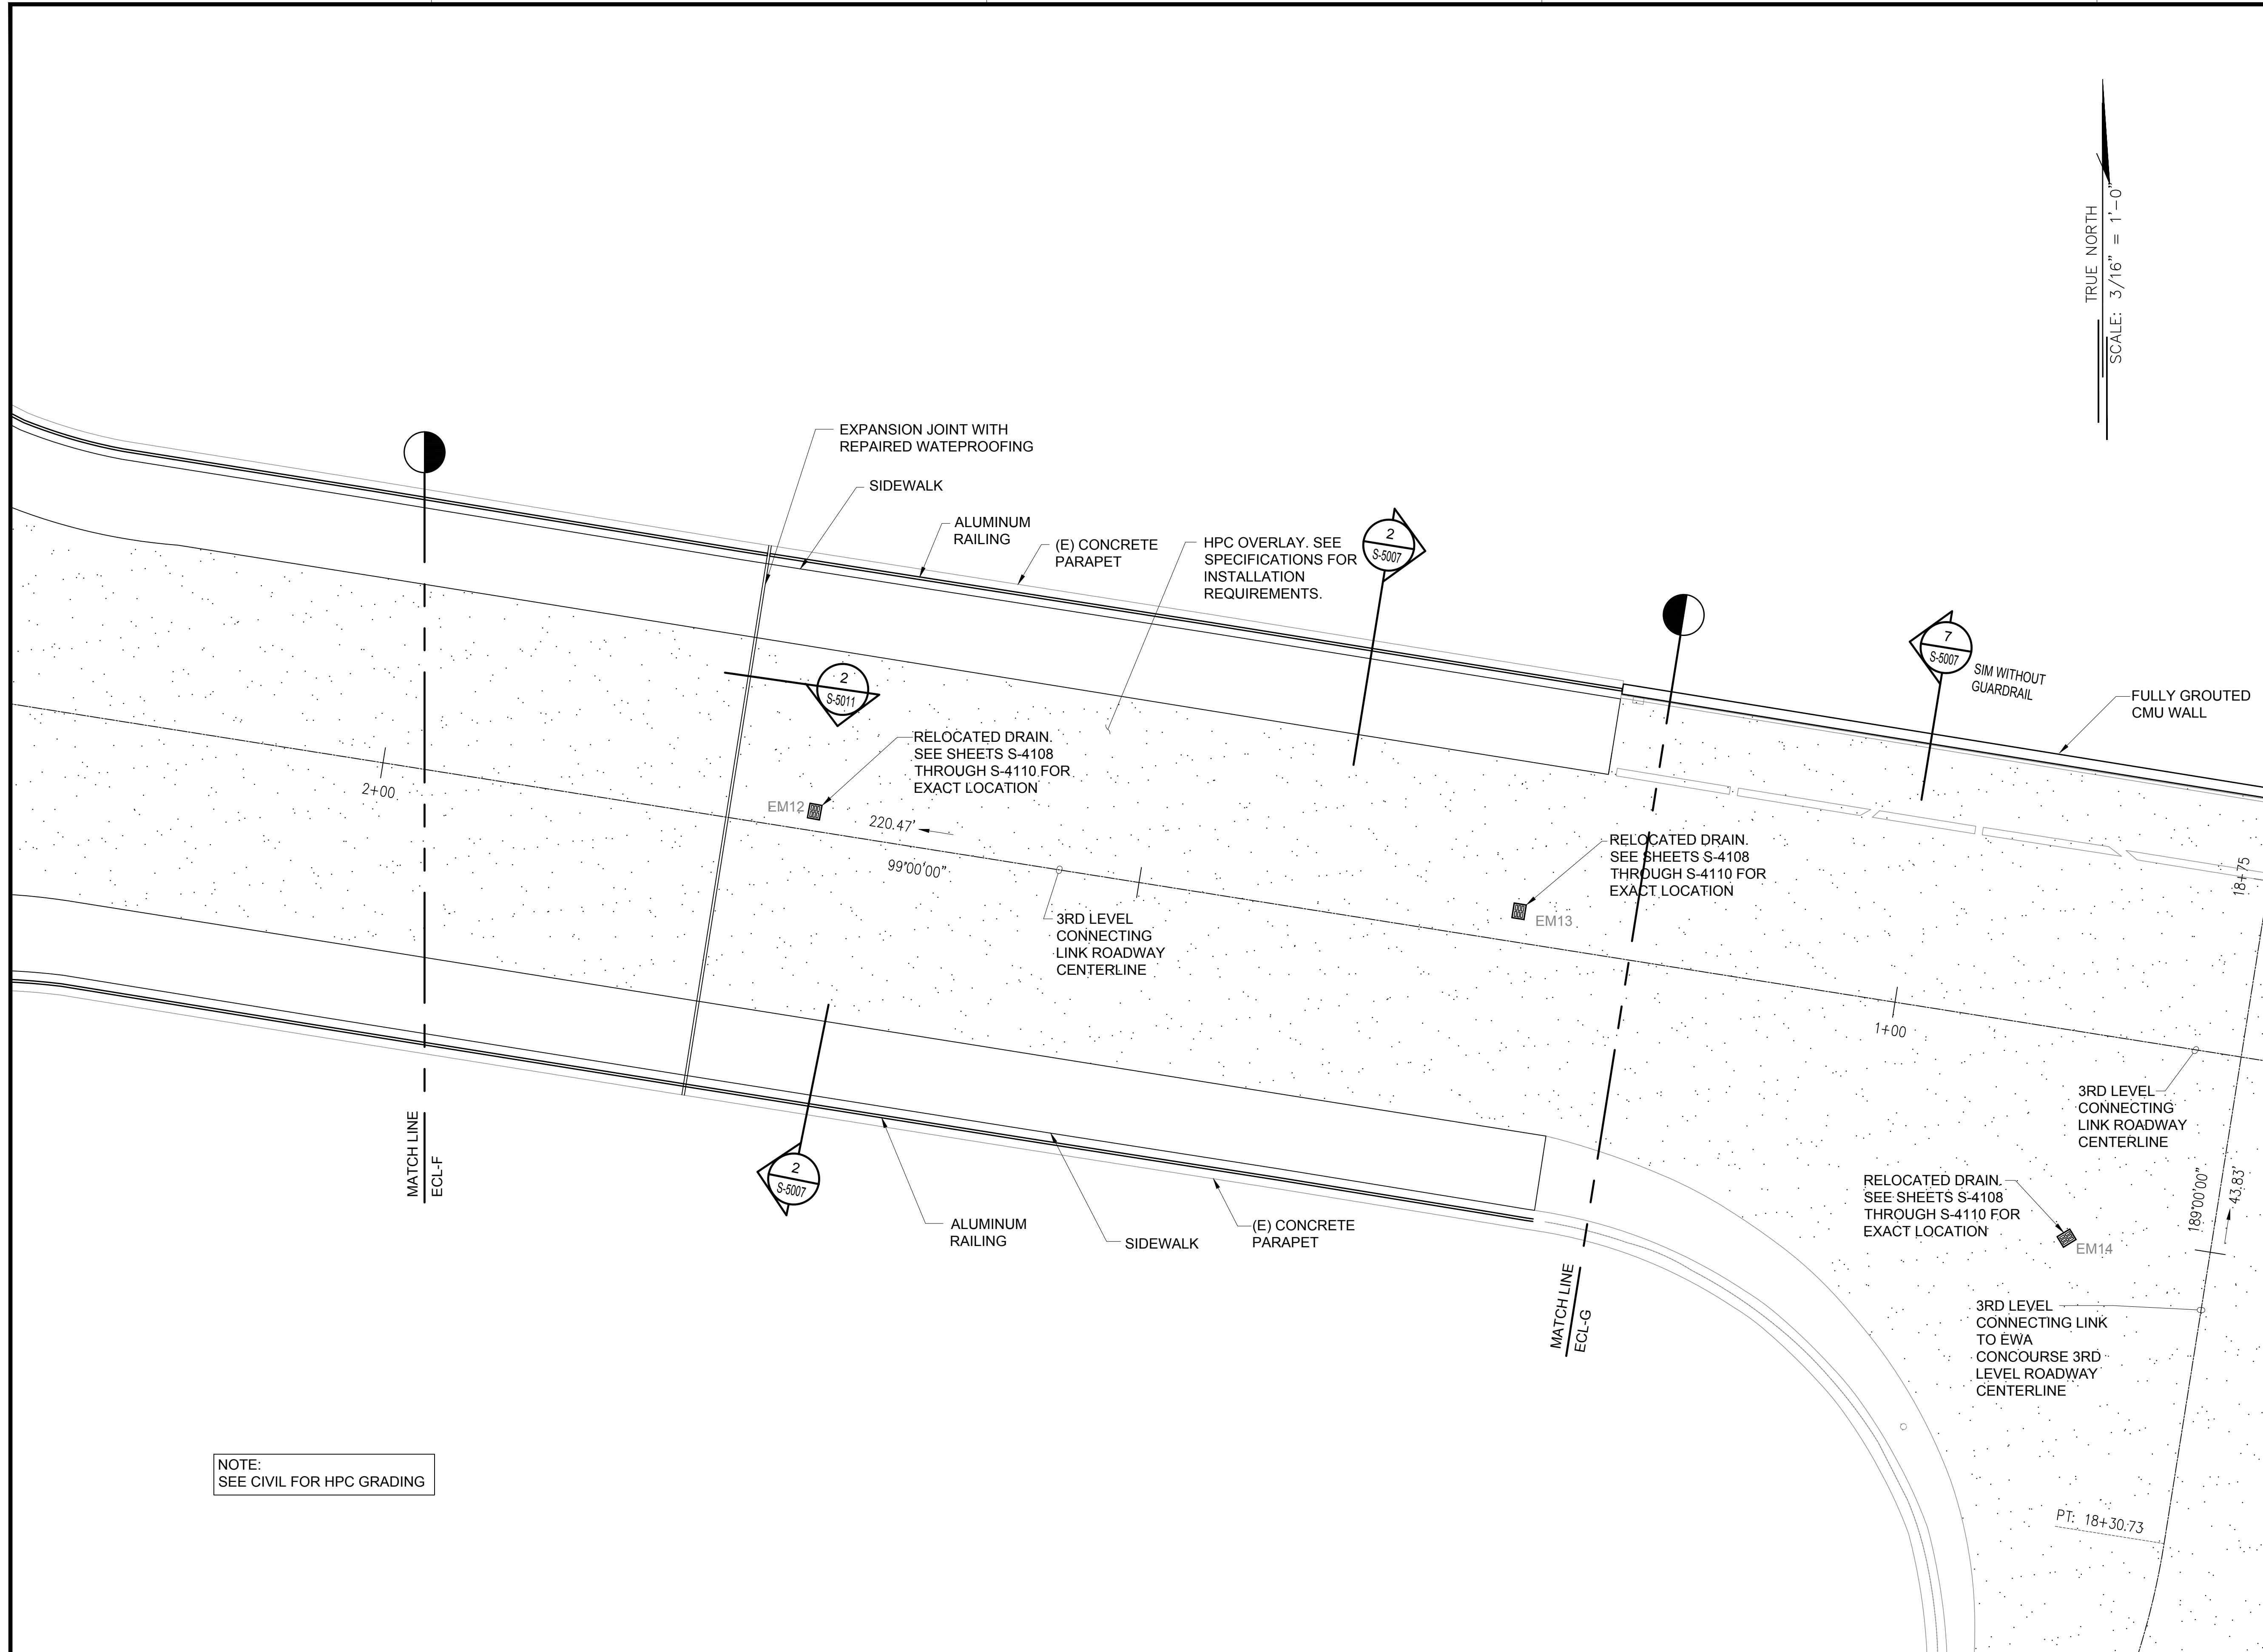 TRUE NORTH
SCALE: 3/16" = 1'-0"
EXPANSION JOINT WITH
REPAIRED WATEPROOFING
SIDEWALK
ALUMINUM
RAILING
(E) CONCRETE
PARAPET
HPC OVERLAY. SEE
SPECIFICATIONS FOR
INSTALLATION
REQUIREMENTS.
2
S-5007
7
S-5007
SIM WITHOUT
GUARDRAIL
FULLY GROUTED
CMU WALL
2
S-5011
RELOCATED DRAIN.
SEE SHEETS S-4108
THROUGH S-4110 FOR
EXACT LOCATION
2+00
EM12
220.47'
99°00'00"
3RD LEVEL
CONNECTING
LINK ROADWAY
CENTERLINE
RELOCATED DRAIN.
SEE SHEETS S-4108
THROUGH S-4110 FOR
EXACT LOCATION
EM13
18+75
1+00
3RD LEVEL
CONNECTING
LINK ROADWAY
CENTERLINE
MATCH LINE
ECL-F
2
S-5007
ALUMINUM
RAILING
SIDEWALK
(E) CONCRETE
PARAPET
RELOCATED DRAIN.
SEE SHEETS S-4108
THROUGH S-4110 FOR
EXACT LOCATION
EM14
189°00'00"
43.83'
MATCH LINE
ECL-G
3RD LEVEL
CONNECTING LINK
TO EWA
CONCOURSE 3RD
LEVEL ROADWAY
CENTERLINE
NOTE:
SEE CIVIL FOR HPC GRADING
PT: 18+30.73